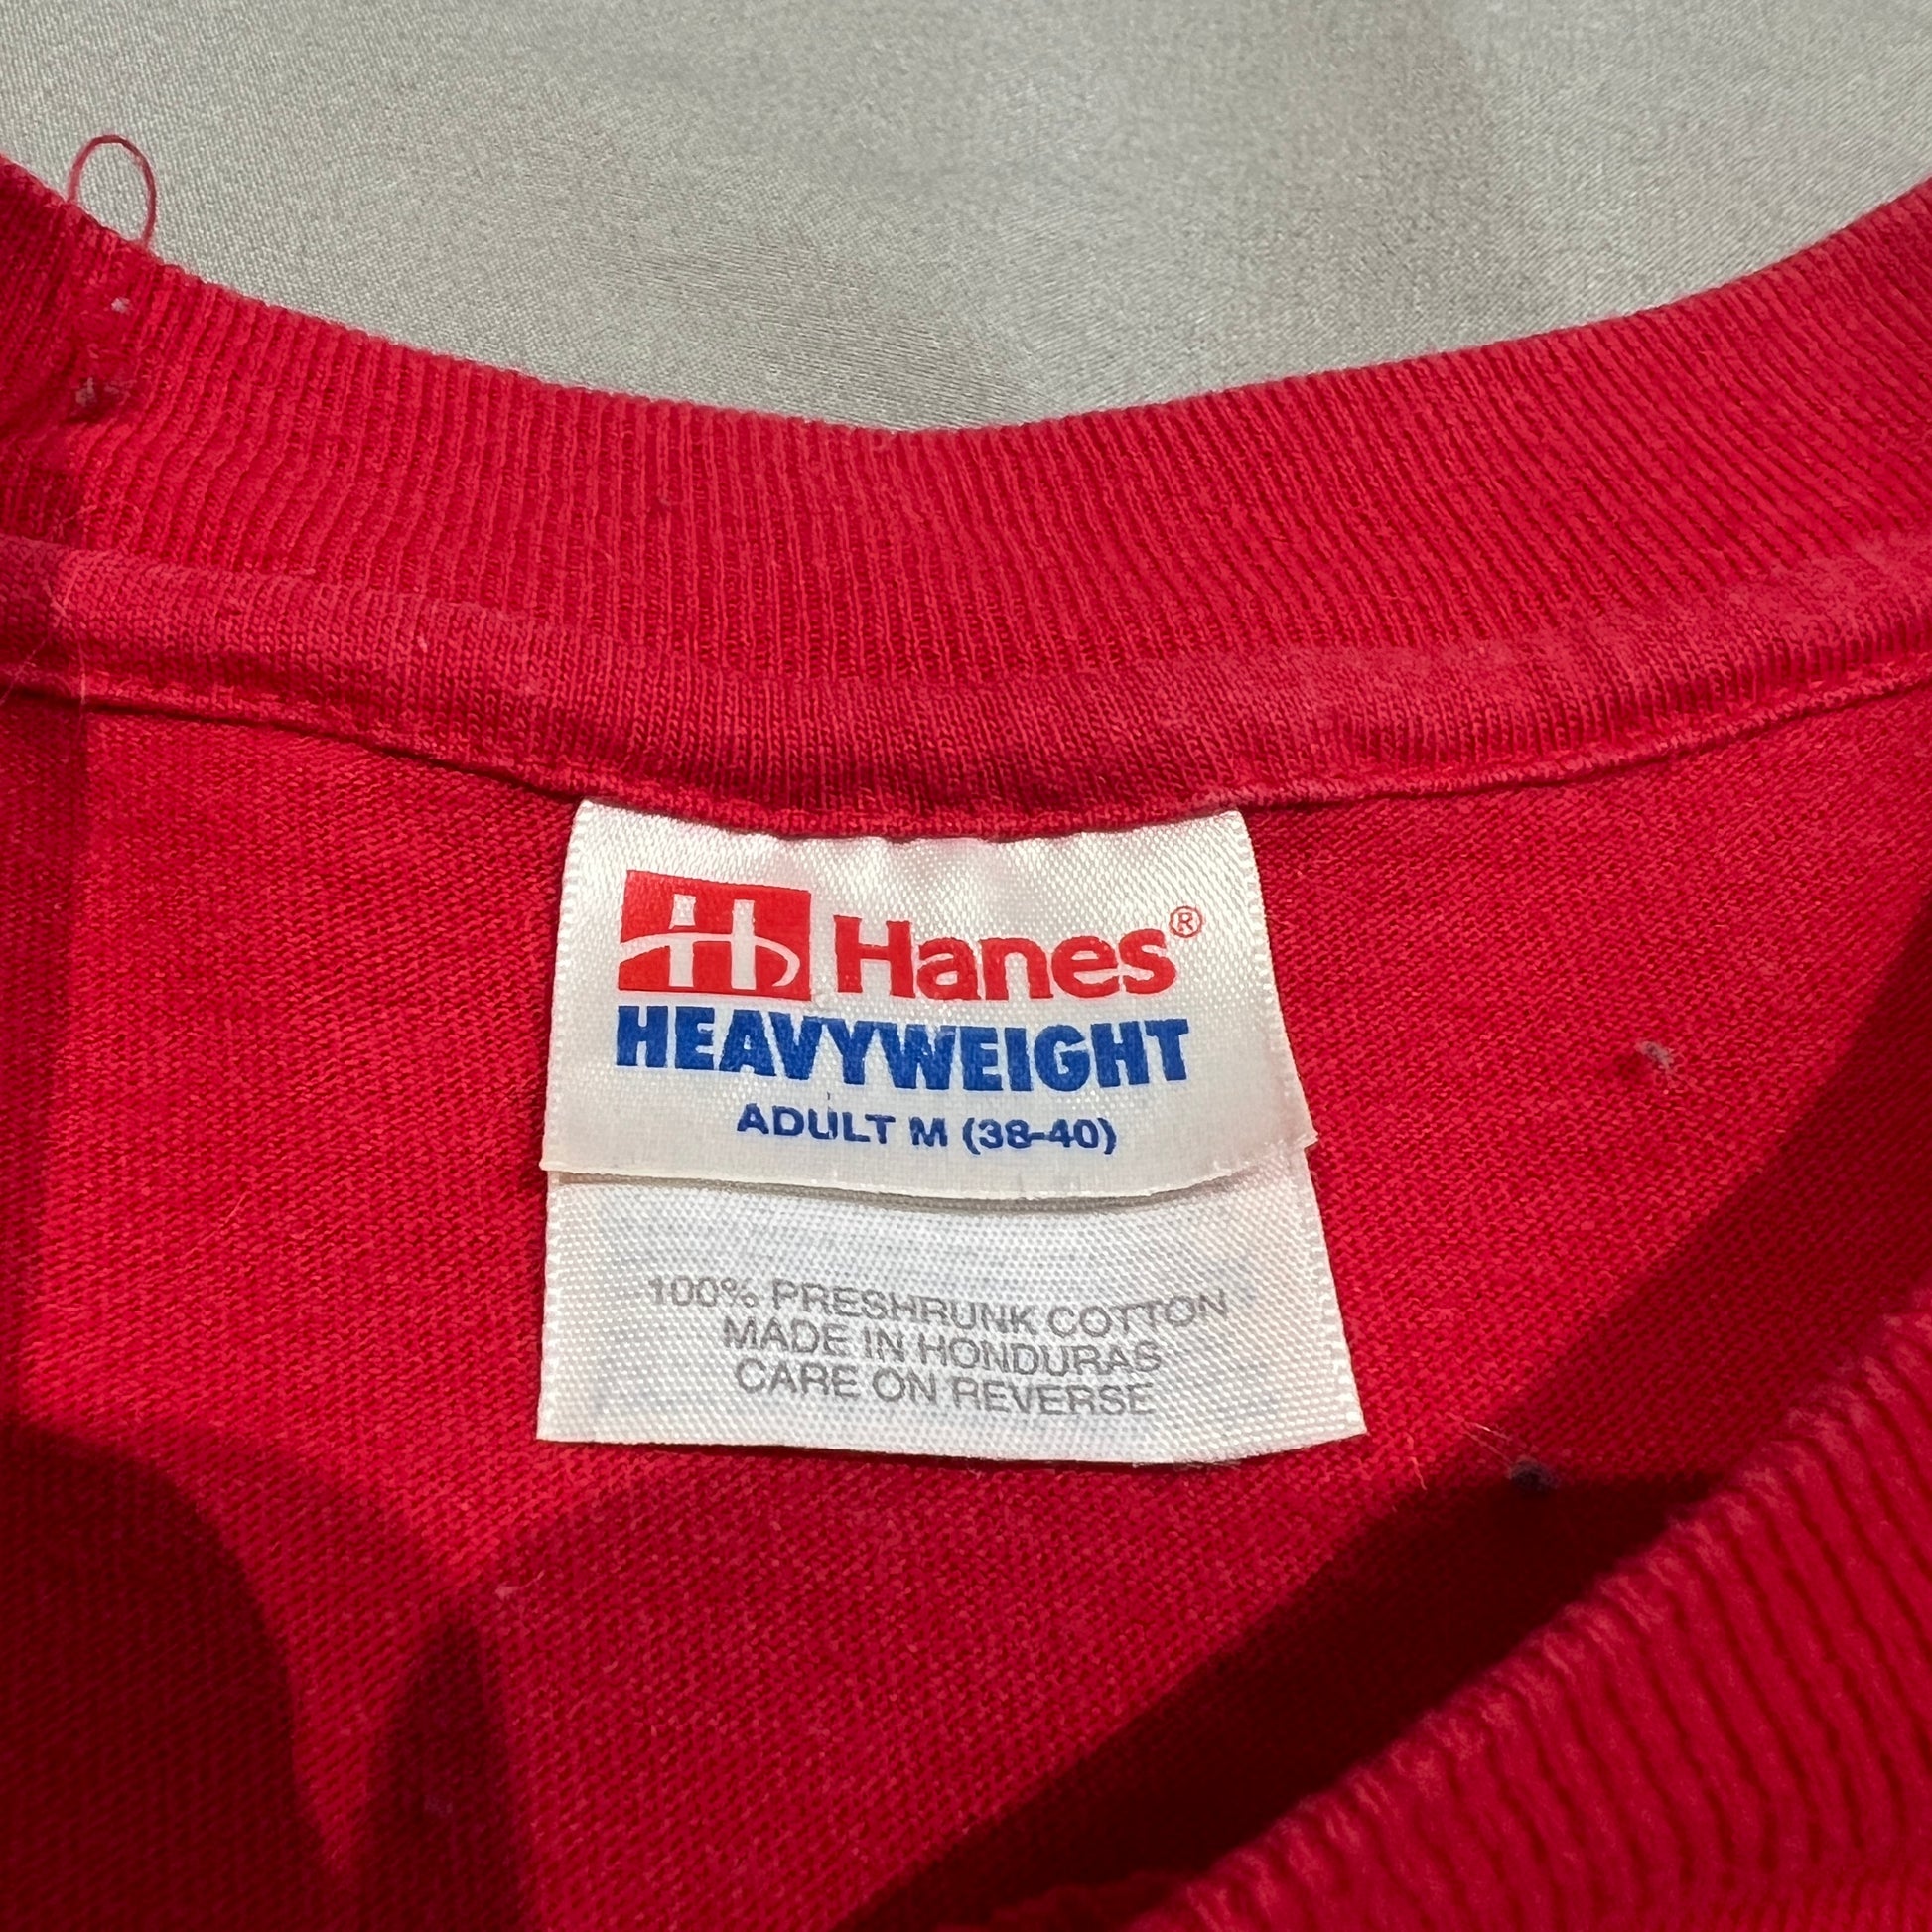 H Hanes®
HEAVYWEIGHT
ADULT M (38-40)
100% PRESHRUNK COTTON
MADE IN HONDURAS
CARE ON REVERSE